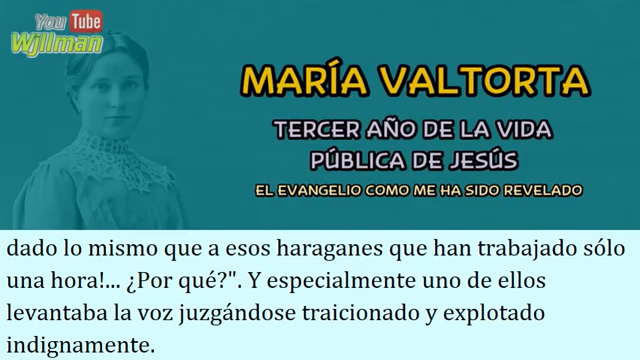 You Tube
Wjllman
MARÍA VALTORTA
TERCER AÑO DE LA VIDA
PÚBLICA DE JESÚS
EL EVANGELIO COMO ME HA SIDO REVELADO
dado lo mismo que a esos haraganes que han trabajado sólo
una hora!... ¿Por qué?". Y especialmente uno de ellos
levantaba la voz juzgándose traicionado y explotado
indignamente.